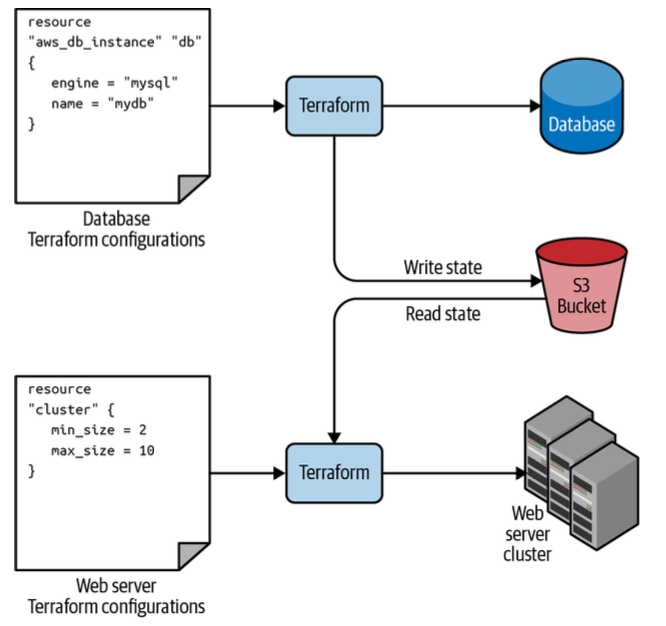 resource
"aws_db_instance" "db"
{
   engine = "mysql"
   name = "mydb"
}
Database
Terraform configurations
Terraform
Database
Write state
S3
Bucket
Read state
resource
"cluster" {
   min_size = 2
   max_size = 10
}
Web server
Terraform configurations
Terraform
Web
server
cluster